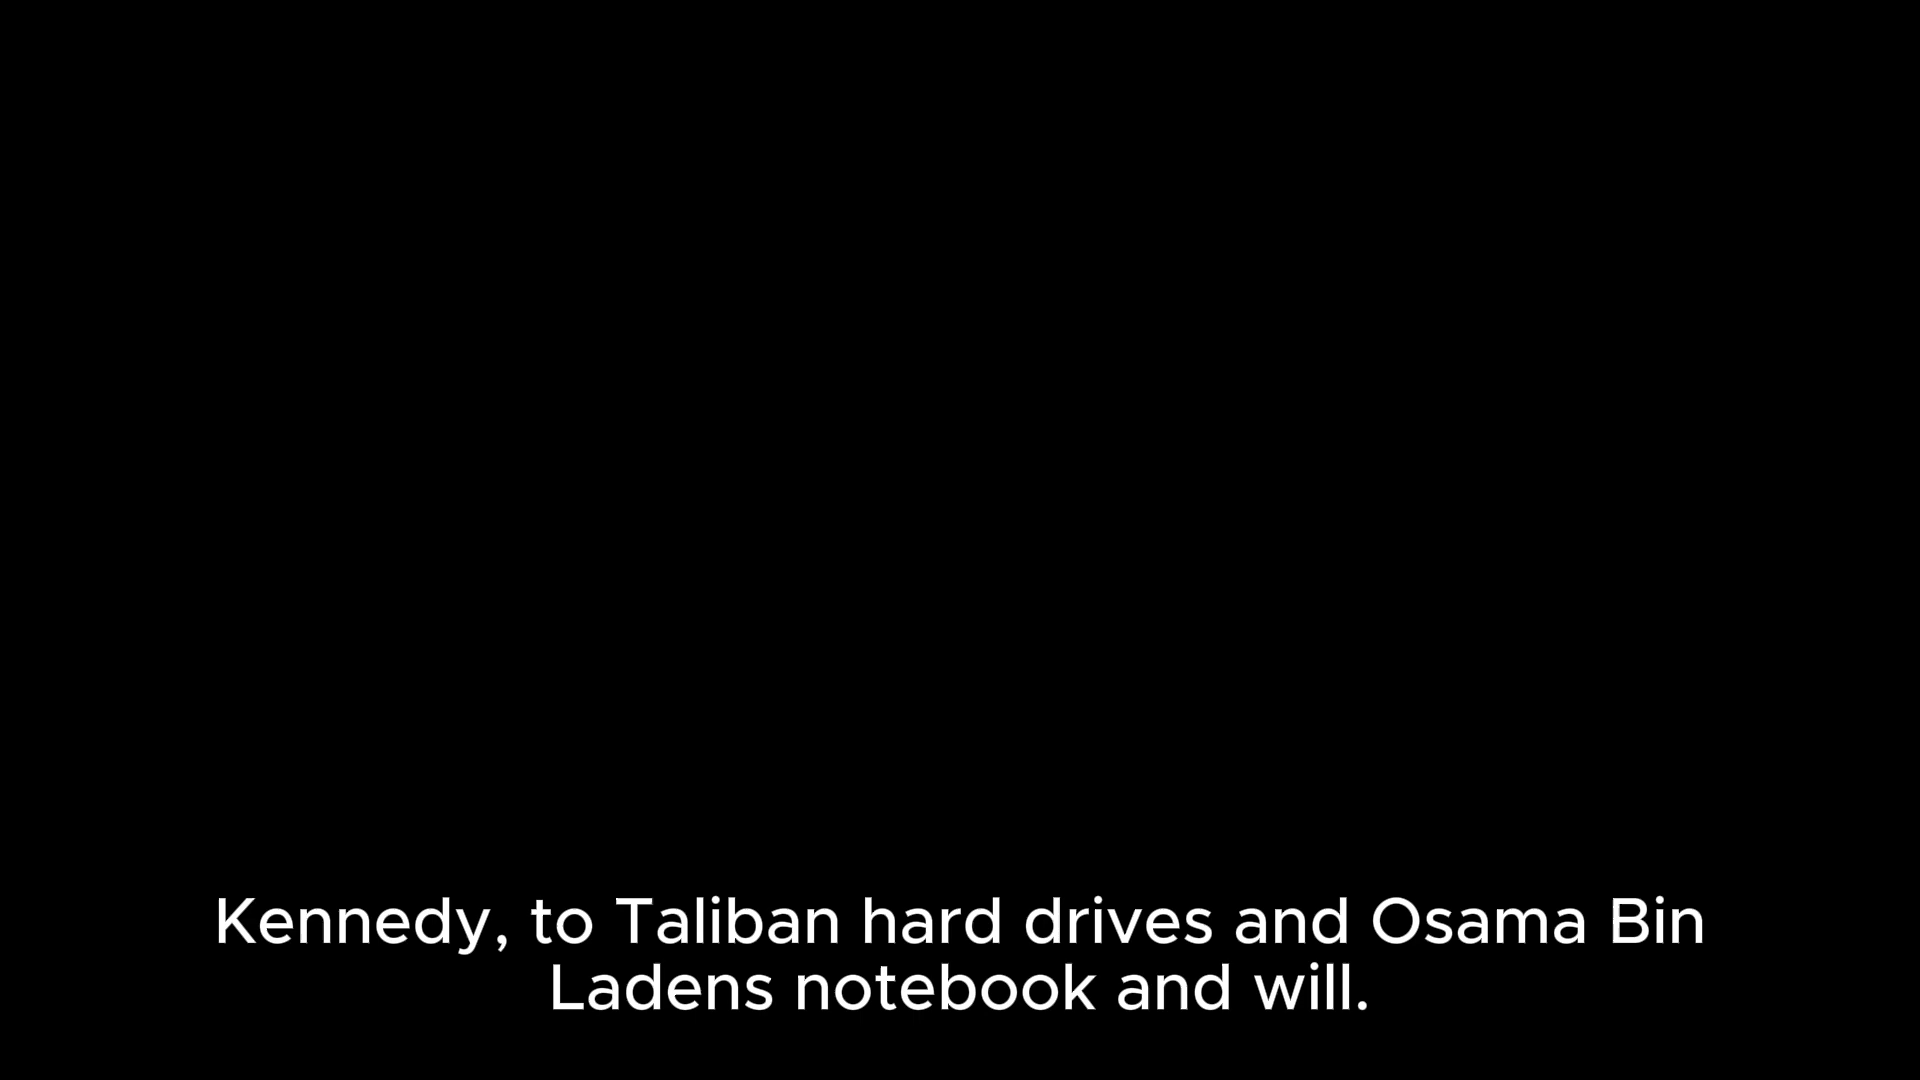 Kennedy, to Taliban hard drives and Osama Bin
Ladens notebook and will.